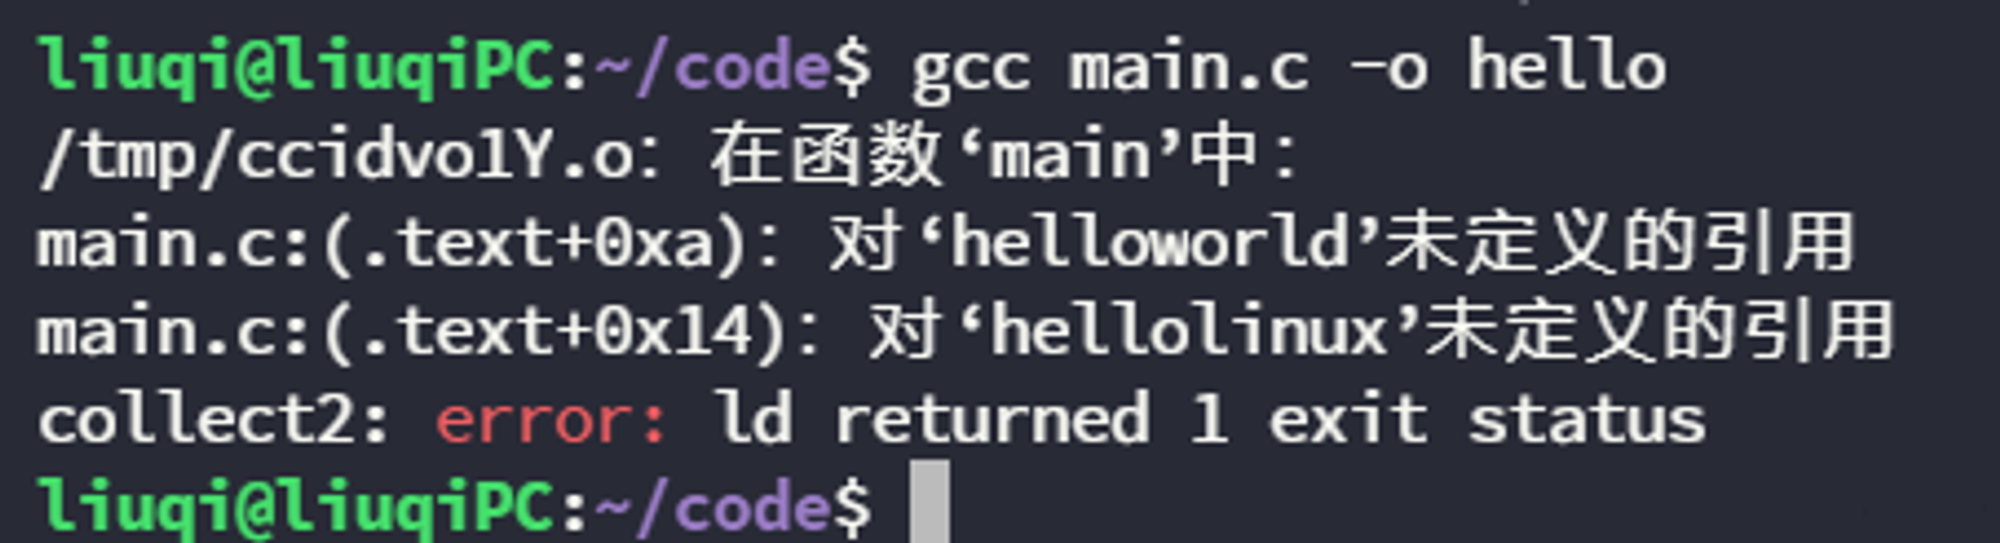 liuqi@liuqiPC:~/code$ gcc main.c -o hello
/tmp/ccidvo1Y.o：在函数‘main’中：
main.c:(.text+0xa)：对‘helloworld’未定义的引用
main.c:(.text+0x14)：对‘hellolinux’未定义的引用
collect2: error: ld returned 1 exit status
liuqi@liuqiPC:~/code$